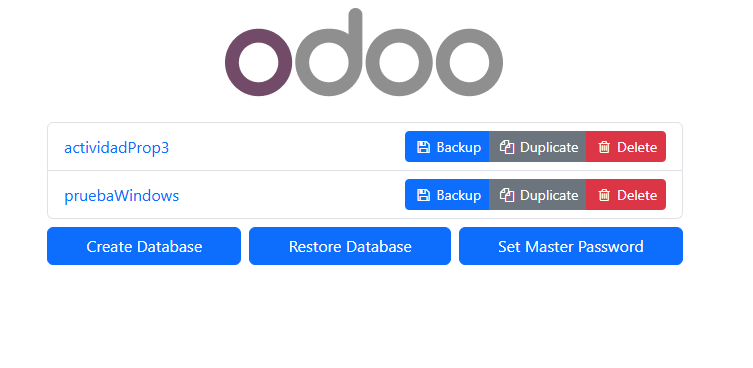 odoo
actividadProp3 Backup Duplicate Delete
pruebaWindows Backup Duplicate Delete
Create Database Restore Database Set Master Password